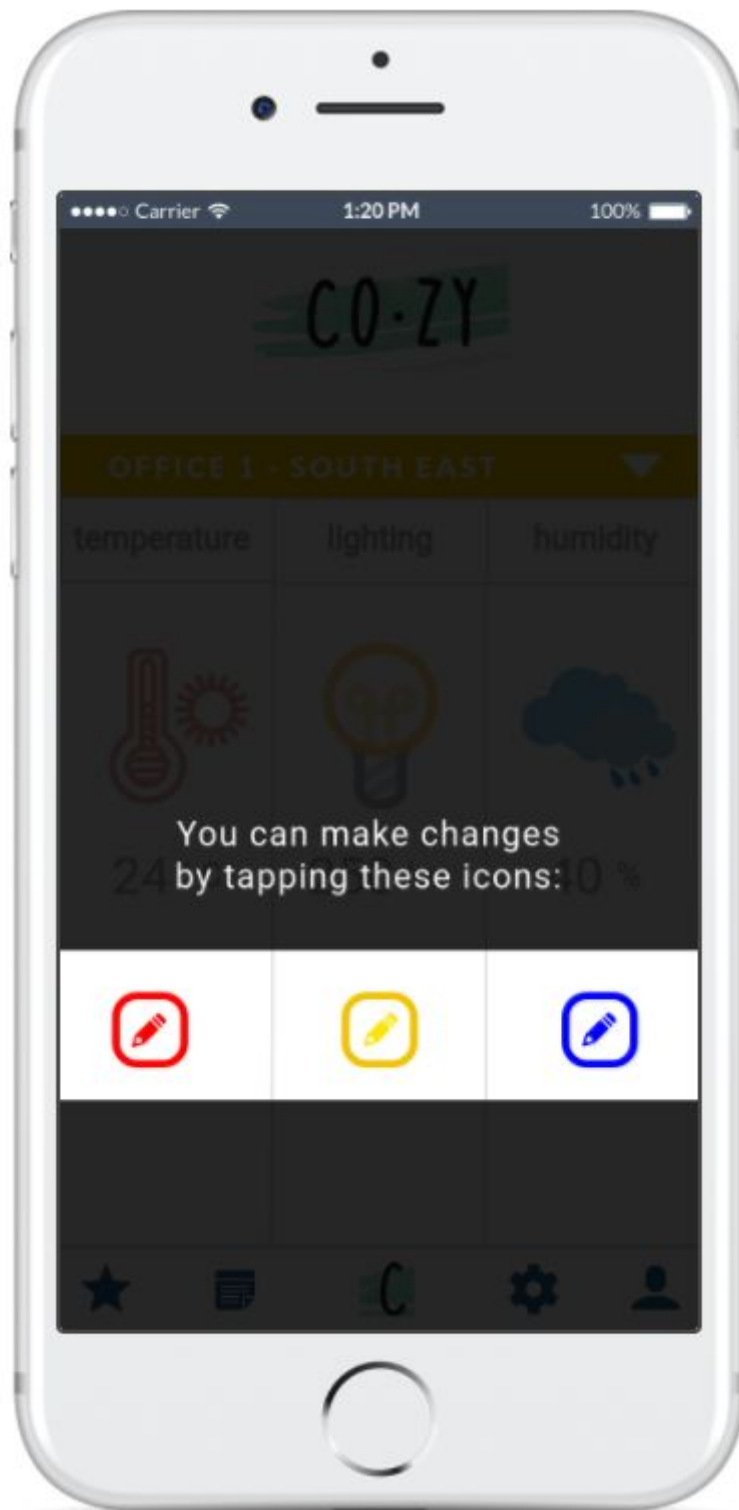 Carrier
1:20 PM
100%
CO·ZY
OFFICE 1 - SOUTH EAST
temperature
lighting
humidity
You can make changes
24
40 %
by tapping these icons:
C